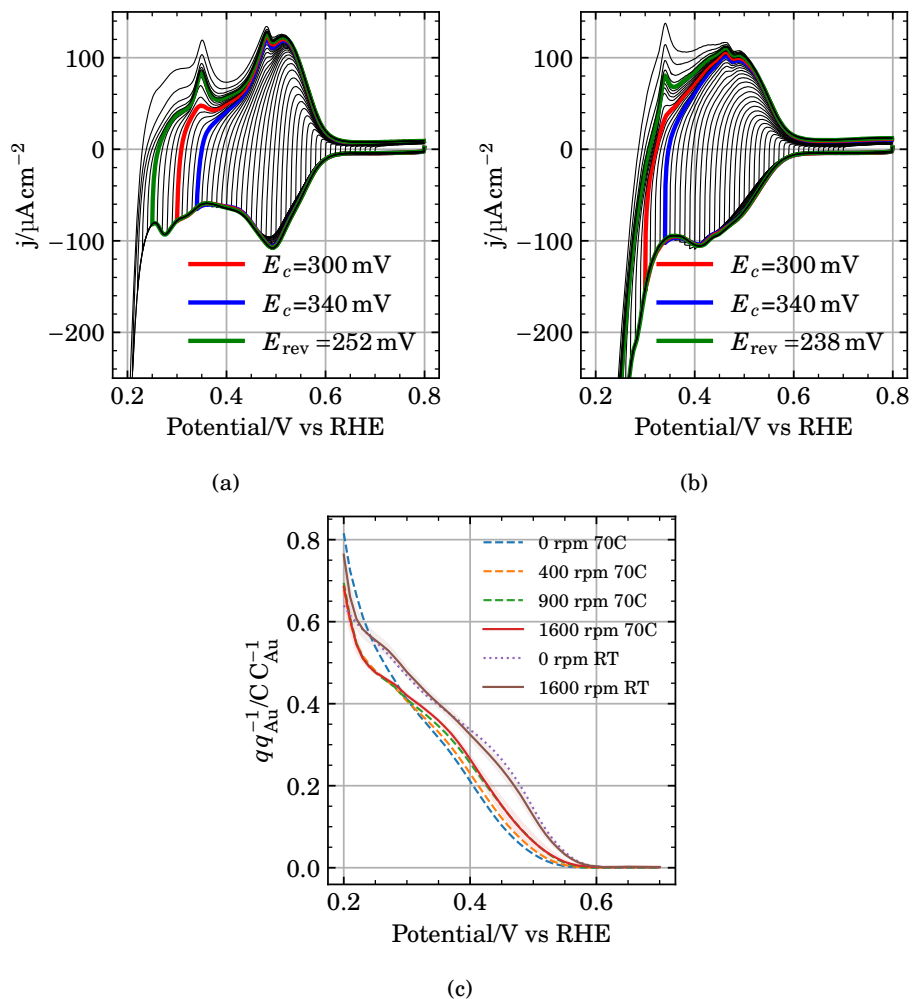 100
0
−100
−200
j/μA cm⁻²
E_c=300 mV
E_c=340 mV
E_rev=252 mV
0.2 0.4 0.6 0.8
Potential/V vs RHE
(a)
100
0
−100
−200
j/μA cm⁻²
E_c=300 mV
E_c=340 mV
E_rev=238 mV
0.2 0.4 0.6 0.8
Potential/V vs RHE
(b)
0.8
0.6
0.4
0.2
0.0
qq_Au⁻¹/C C_Au⁻¹
0 rpm 70C
400 rpm 70C
900 rpm 70C
1600 rpm 70C
0 rpm RT
1600 rpm RT
0.2 0.4 0.6
Potential/V vs RHE
(c)